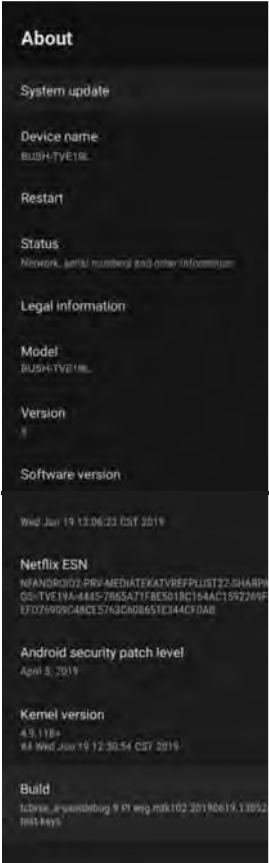 About
System update
Device name
BUSH-TVE19L
Restart
Status
Network, serial numbers and other information
Legal information
Model
BUSH-TVE19L
Version
9
Software version
Wed Jun 19 13:06:23 CST 2019
Netflix ESN
Android security patch level
April 5, 2019
Kernel version
4.9.118+
#4 Wed Jun 19 12:30:54 CST 2019
Build
test-keys